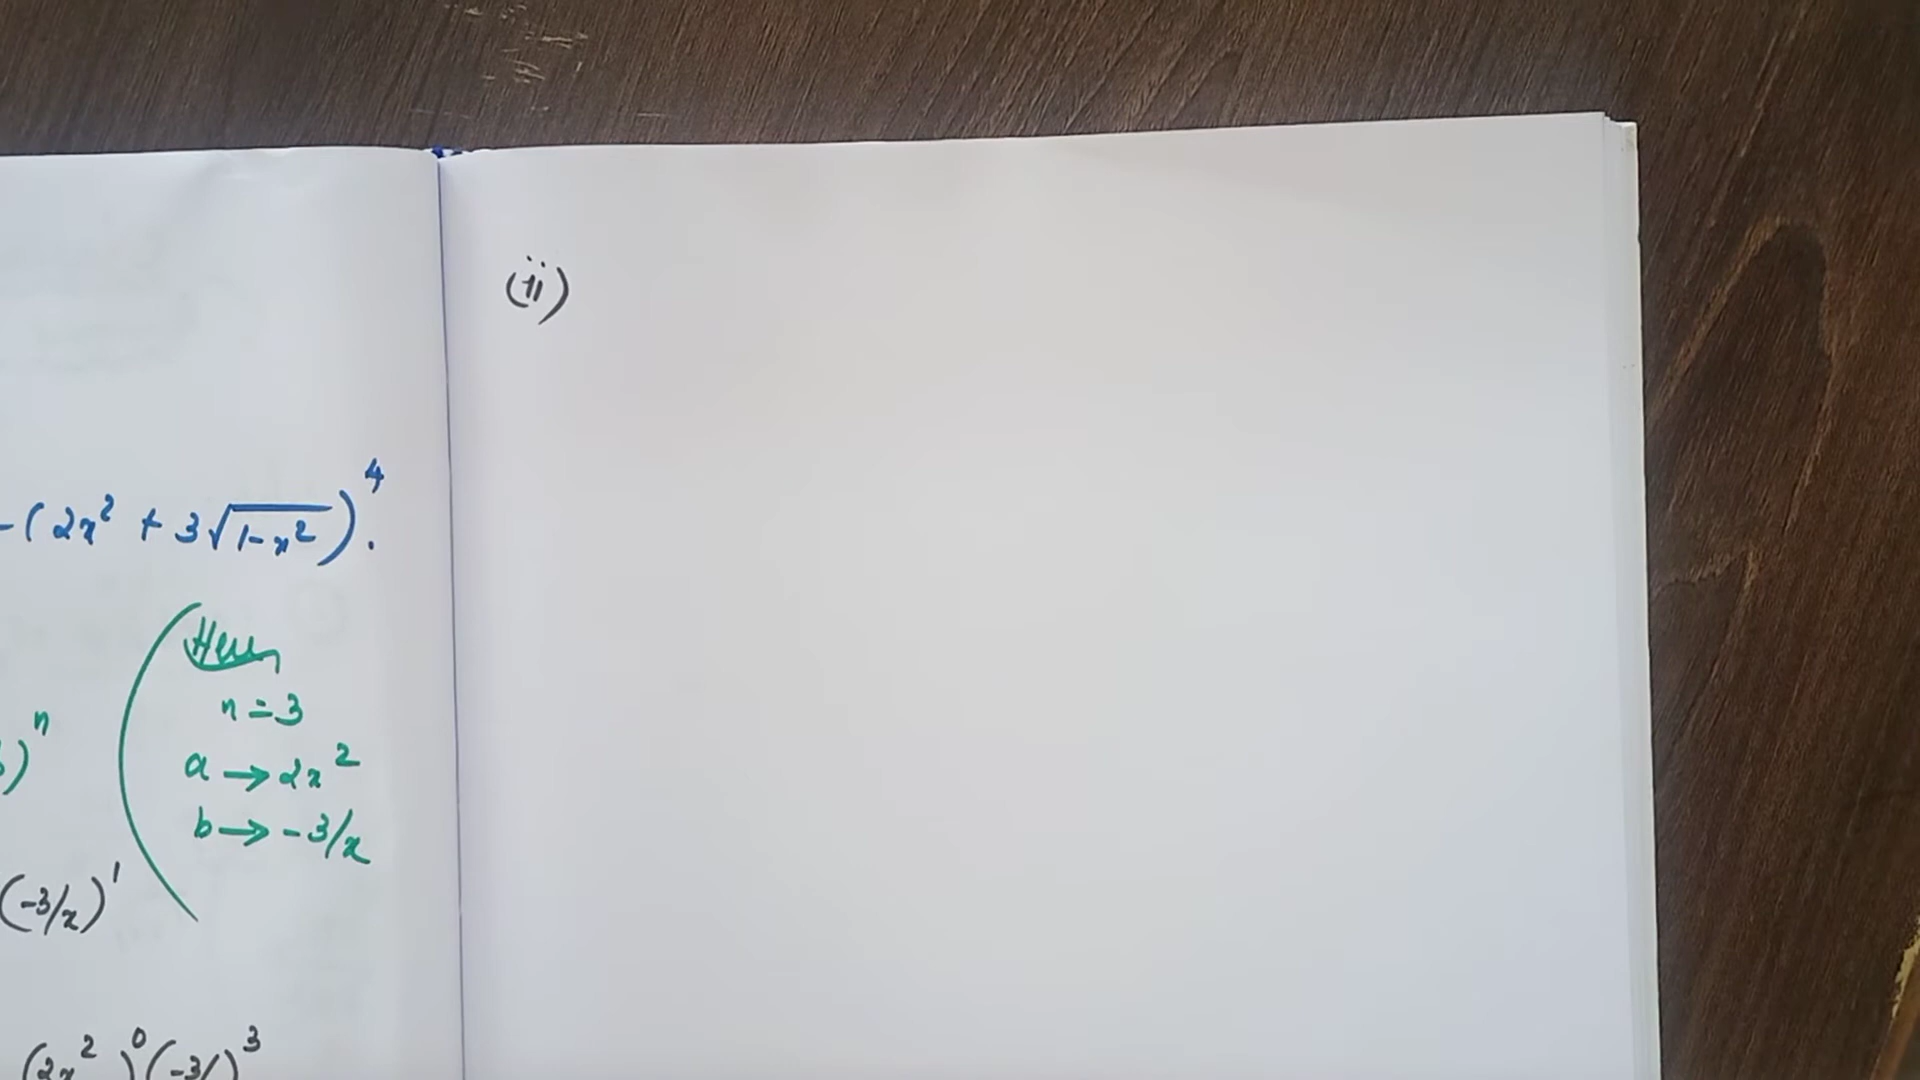 -(2x² + 3√(1-x²))⁴.
Here,
n = 3
)ⁿ
a → 2x²
b → -3/x
(-3/x)¹
(2x²)⁰(-3/)³
(ii)